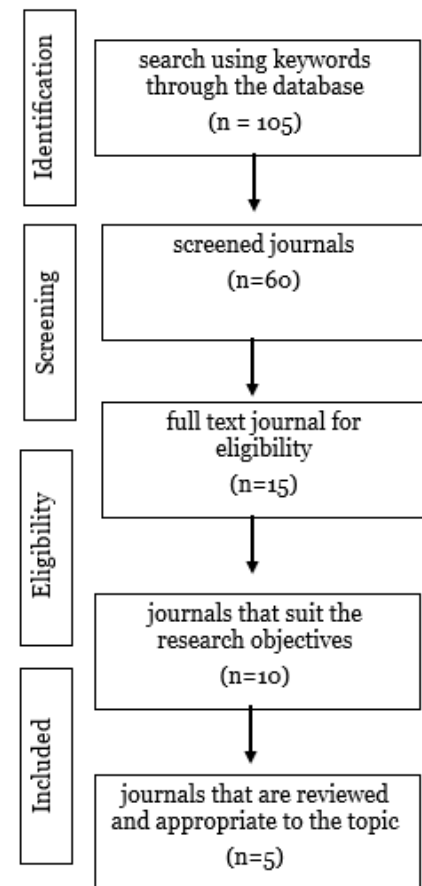 Identification
search using keywords
through the database
(n = 105)
Screening
screened journals
(n=60)
full text journal for
eligibility
(n=15)
Eligibility
journals that suit the
research objectives
(n=10)
Included
journals that are reviewed
and appropriate to the topic
(n=5)